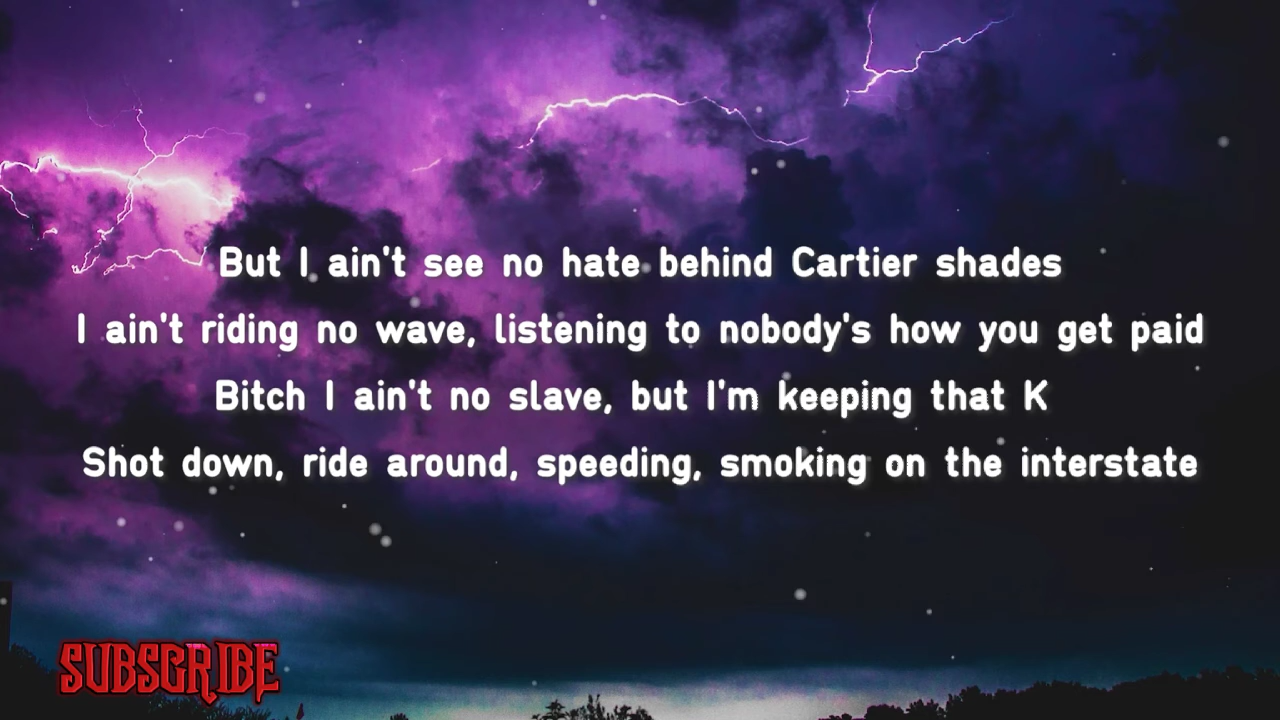 But I ain't see no hate behind Cartier shades
I ain't riding no wave, listening to nobody's how you get paid
Bitch I ain't no slave, but I'm keeping that K
Shot down, ride around, speeding, smoking on the interstate
SUBSCRIBE